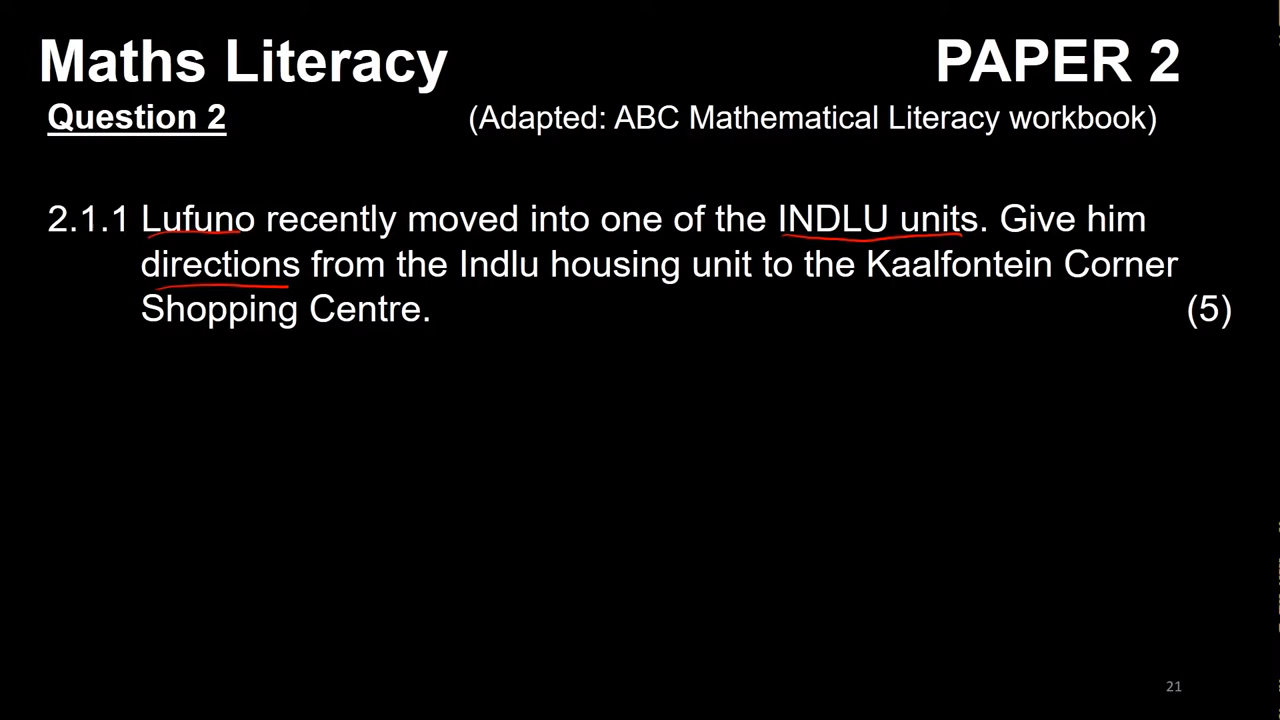 Maths Literacy PAPER 2
Question 2 (Adapted: ABC Mathematical Literacy workbook)
2.1.1 Lufuno recently moved into one of the INDLU units. Give him
directions from the Indlu housing unit to the Kaalfontein Corner
Shopping Centre. (5)
21